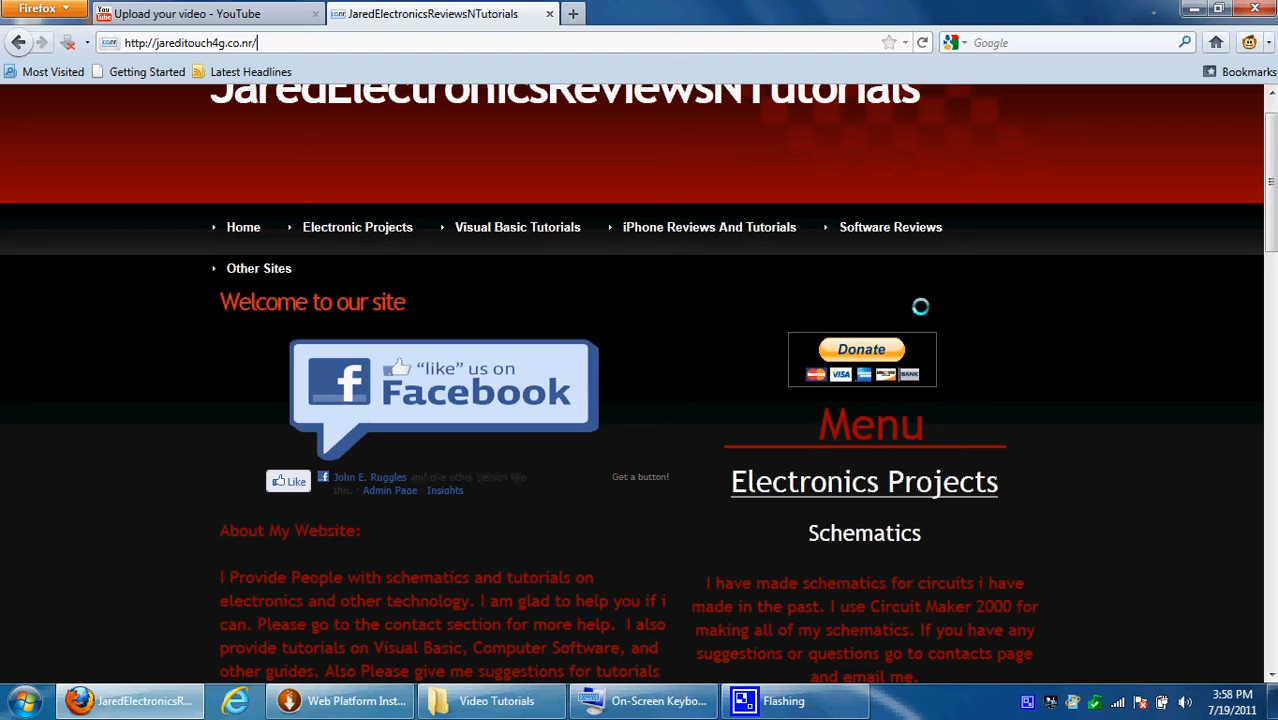 Firefox
Upload your video - YouTube
JaredElectronicsReviewsNTutorials
http://jareditouch4g.co.nr/
Google
Most Visited
Getting Started
Latest Headlines
Bookmarks
JaredElectronicsReviewsNTutorials
Home
Electronic Projects
Visual Basic Tutorials
iPhone Reviews And Tutorials
Software Reviews
Other Sites
Welcome to our site
"like" us on
Facebook
Donate
VISA
BANK
Menu
Like
John E. Ruggles and one other person like
this. · Admin Page · Insights
Get a button!
Electronics Projects
Schematics
About My Website:
I Provide People with schematics and tutorials on
electronics and other technology. I am glad to help you if i
can. Please go to the contact section for more help. I also
provide tutorials on Visual Basic, Computer Software, and
other guides. Also Please give me suggestions for tutorials
I have made schematics for circuits i have
made in the past. I use Circuit Maker 2000 for
making all of my schematics. If you have any
suggestions or questions go to contacts page
and email me.
JaredElectronicsR...
Web Platform Inst...
Video Tutorials
On-Screen Keybo...
Flashing
3:58 PM
7/19/2011